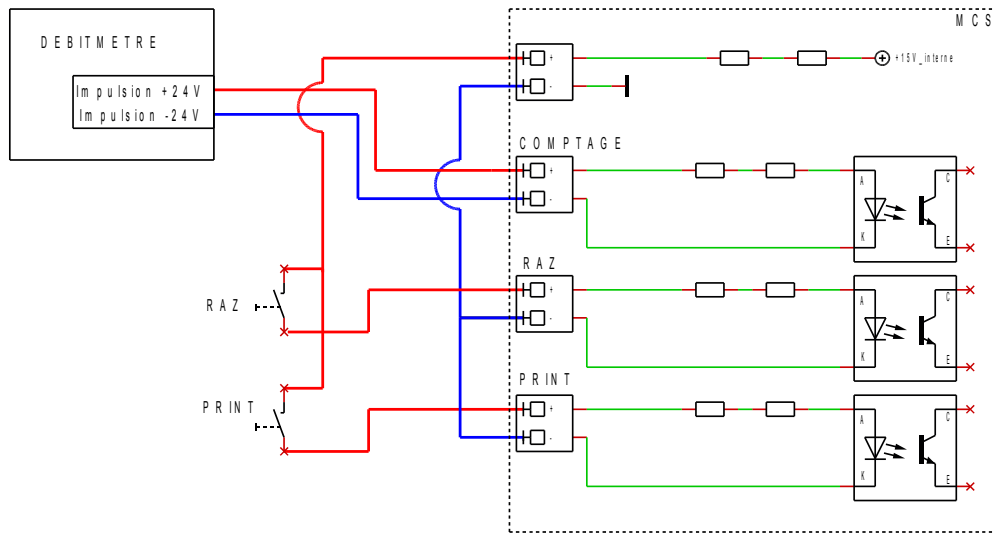 MCS
DEBITMETRE
+
+15V_interne
-
Impulsion +24V
Impulsion -24V
COMPTAGE
+
A
C
-
K
E
RAZ
+
A
C
RAZ
-
K
E
PRINT
PRINT
+
A
C
-
K
E